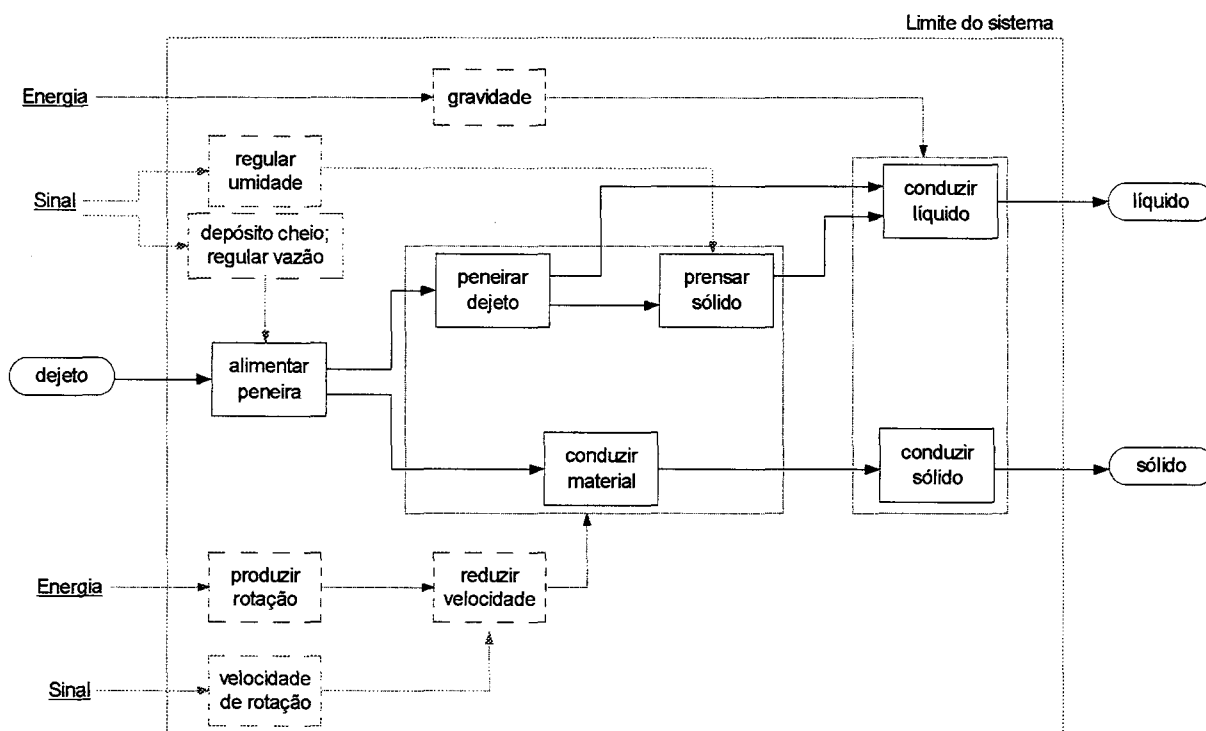 Limite do sistema
Energia
gravidade
regular
umidade
Sinal
depósito cheio;
regular vazão
conduzir
líquido
líquido
peneirar
dejeto
prensar
sólido
dejeto
alimentar
peneira
conduzir
material
conduzir
sólido
sólido
Energia
produzir
rotação
reduzir
velocidade
Sinal
velocidade
de rotação